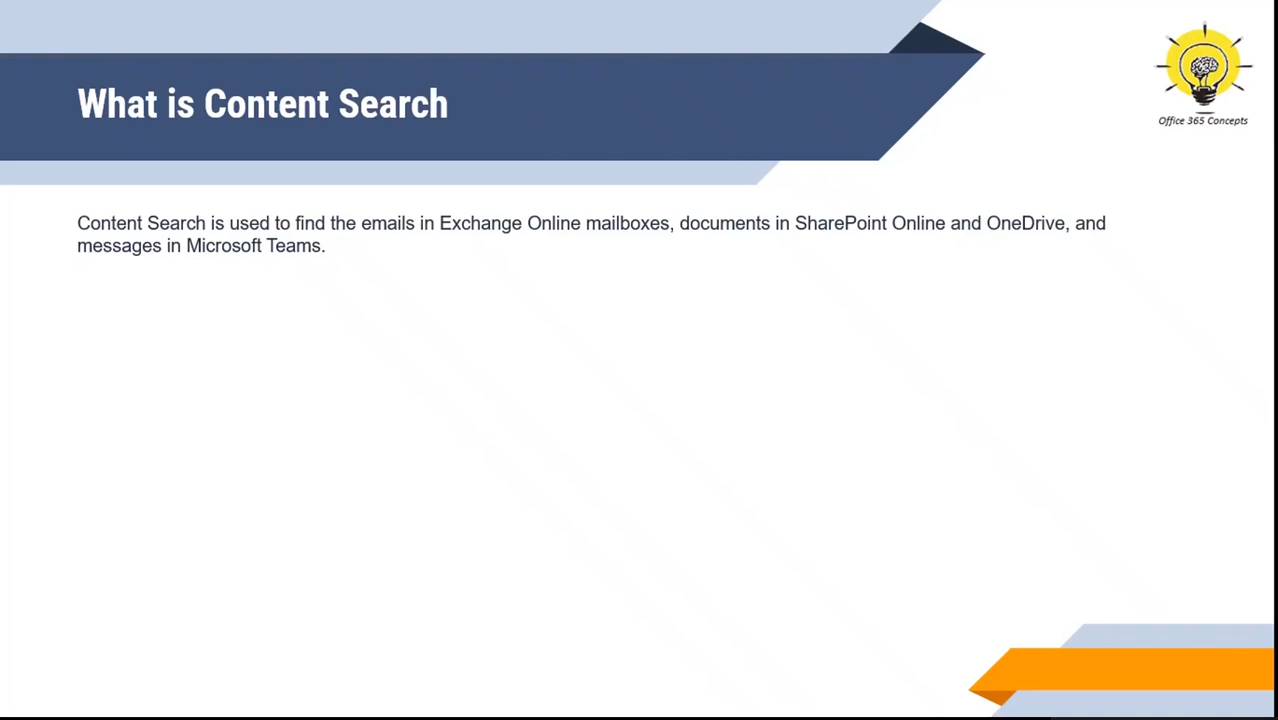 What is Content Search
Office 365 Concepts
Content Search is used to find the emails in Exchange Online mailboxes, documents in SharePoint Online and OneDrive, and
messages in Microsoft Teams.